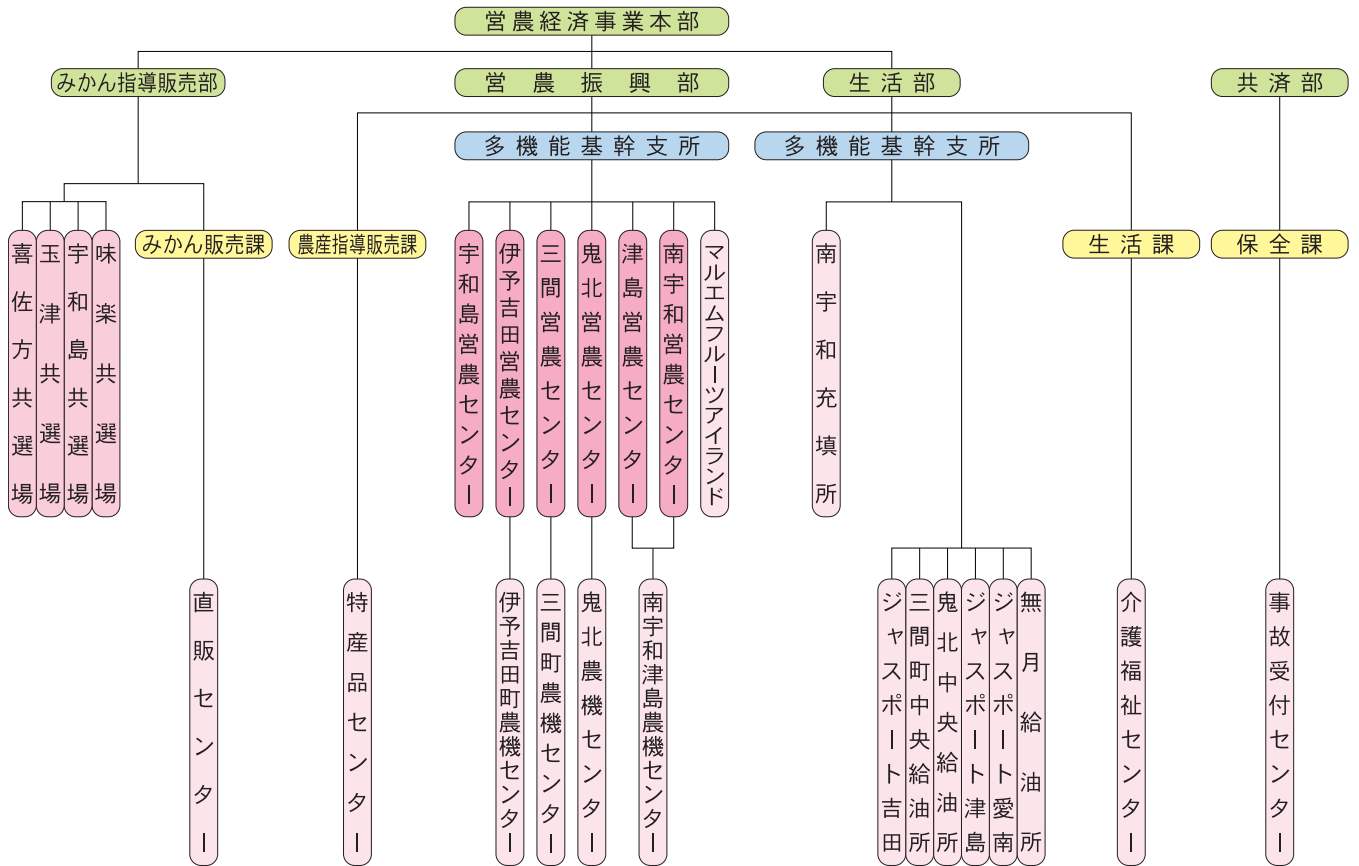 営農経済事業本部
みかん指導販売部
営農振興部
生活部
共済部
多機能基幹支所
多機能基幹支所
みかん販売課
農産指導販売課
生活課
保全課
喜佐方共選場
玉津共選場
宇和島共選場
味楽共選場
宇和島営農センター
伊予吉田営農センター
三間営農センター
鬼北営農センター
津島営農センター
南宇和営農センター
マルエムフルーツアイランド
南宇和充填所
直販センター
特産品センター
伊予吉田町農機センター
三間町農機センター
鬼北農機センター
南宇和津島農機センター
ジャスポート吉田
三間町中央給油所
鬼北中央給油所
ジャスポート津島
ジャスポート愛南
無月給油所
介護福祉センター
事故受付センター